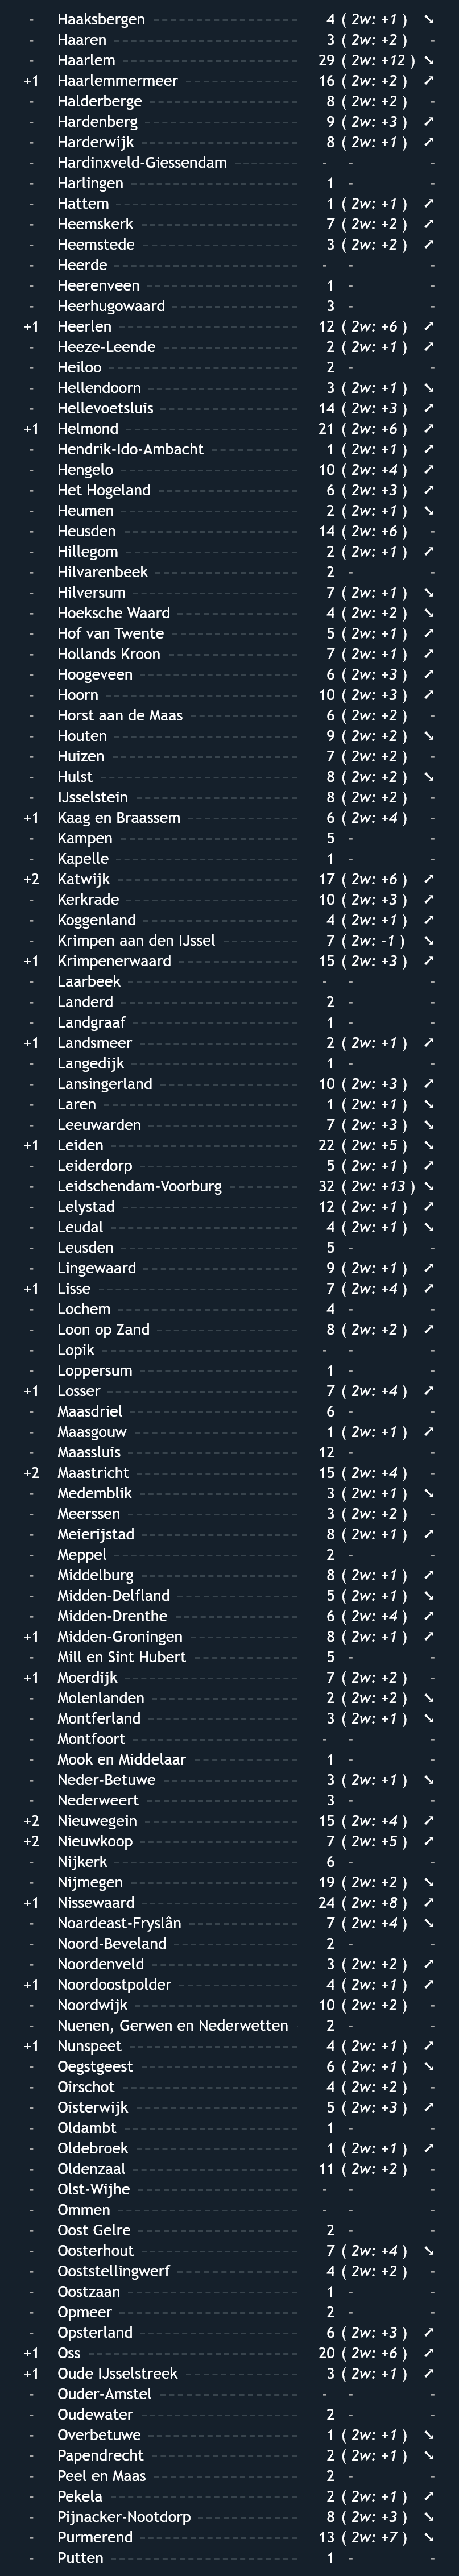 - Haaksbergen 4 ( 2w: +1 ) ➘
- Haaren 3 ( 2w: +2 ) -
- Haarlem 29 ( 2w: +12 ) ➘
+1 Haarlemmermeer 16 ( 2w: +2 ) ➚
- Halderberge 8 ( 2w: +2 ) -
- Hardenberg 9 ( 2w: +3 ) ➚
- Harderwijk 8 ( 2w: +1 ) ➚
- Hardinxveld-Giessendam - - -
- Harlingen 1 - -
- Hattem 1 ( 2w: +1 ) ➚
- Heemskerk 7 ( 2w: +2 ) ➚
- Heemstede 3 ( 2w: +2 ) ➚
- Heerde - - -
- Heerenveen 1 - -
- Heerhugowaard 3 - -
+1 Heerlen 12 ( 2w: +6 ) ➚
- Heeze-Leende 2 ( 2w: +1 ) ➚
- Heiloo 2 - -
- Hellendoorn 3 ( 2w: +1 ) ➘
- Hellevoetsluis 14 ( 2w: +3 ) ➚
+1 Helmond 21 ( 2w: +6 ) ➚
- Hendrik-Ido-Ambacht 1 ( 2w: +1 ) ➚
- Hengelo 10 ( 2w: +4 ) ➚
- Het Hogeland 6 ( 2w: +3 ) ➚
- Heumen 2 ( 2w: +1 ) ➘
- Heusden 14 ( 2w: +6 ) -
- Hillegom 2 ( 2w: +1 ) ➚
- Hilvarenbeek 2 - -
- Hilversum 7 ( 2w: +1 ) ➘
- Hoeksche Waard 4 ( 2w: +2 ) ➘
- Hof van Twente 5 ( 2w: +1 ) ➚
- Hollands Kroon 7 ( 2w: +1 ) ➚
- Hoogeveen 6 ( 2w: +3 ) ➚
- Hoorn 10 ( 2w: +3 ) ➚
- Horst aan de Maas 6 ( 2w: +2 ) -
- Houten 9 ( 2w: +2 ) ➘
- Huizen 7 ( 2w: +2 ) -
- Hulst 8 ( 2w: +2 ) ➘
- IJsselstein 8 ( 2w: +2 ) -
+1 Kaag en Braassem 6 ( 2w: +4 ) -
- Kampen 5 - -
- Kapelle 1 - -
+2 Katwijk 17 ( 2w: +6 ) ➚
- Kerkrade 10 ( 2w: +3 ) ➚
- Koggenland 4 ( 2w: +1 ) ➚
- Krimpen aan den IJssel 7 ( 2w: -1 ) ➘
+1 Krimpenerwaard 15 ( 2w: +3 ) ➚
- Laarbeek - - -
- Landerd 2 - -
- Landgraaf 1 - -
+1 Landsmeer 2 ( 2w: +1 ) ➚
- Langedijk 1 - -
- Lansingerland 10 ( 2w: +3 ) ➚
- Laren 1 ( 2w: +1 ) ➘
- Leeuwarden 7 ( 2w: +3 ) ➘
+1 Leiden 22 ( 2w: +5 ) ➘
- Leiderdorp 5 ( 2w: +1 ) ➚
- Leidschendam-Voorburg 32 ( 2w: +13 ) ➘
- Lelystad 12 ( 2w: +1 ) ➚
- Leudal 4 ( 2w: +1 ) ➘
- Leusden 5 - -
- Lingewaard 9 ( 2w: +1 ) ➚
+1 Lisse 7 ( 2w: +4 ) ➚
- Lochem 4 - -
- Loon op Zand 8 ( 2w: +2 ) ➚
- Lopik - - -
- Loppersum 1 - -
+1 Losser 7 ( 2w: +4 ) ➚
- Maasdriel 6 - -
- Maasgouw 1 ( 2w: +1 ) ➚
- Maassluis 12 - -
+2 Maastricht 15 ( 2w: +4 ) -
- Medemblik 3 ( 2w: +1 ) ➘
- Meerssen 3 ( 2w: +2 ) -
- Meierijstad 8 ( 2w: +1 ) ➚
- Meppel 2 - -
- Middelburg 8 ( 2w: +1 ) ➚
- Midden-Delfland 5 ( 2w: +1 ) ➘
- Midden-Drenthe 6 ( 2w: +4 ) ➚
+1 Midden-Groningen 8 ( 2w: +1 ) ➚
- Mill en Sint Hubert 5 - -
+1 Moerdijk 7 ( 2w: +2 ) -
- Molenlanden 2 ( 2w: +2 ) ➘
- Montferland 3 ( 2w: +1 ) ➘
- Montfoort - - -
- Mook en Middelaar 1 - -
- Neder-Betuwe 3 ( 2w: +1 ) ➘
- Nederweert 3 - -
+2 Nieuwegein 15 ( 2w: +4 ) ➚
+2 Nieuwkoop 7 ( 2w: +5 ) ➚
- Nijkerk 6 - -
- Nijmegen 19 ( 2w: +2 ) ➘
+1 Nissewaard 24 ( 2w: +8 ) ➚
- Noardeast-Fryslân 7 ( 2w: +4 ) ➘
- Noord-Beveland 2 - -
- Noordenveld 3 ( 2w: +2 ) ➚
+1 Noordoostpolder 4 ( 2w: +1 ) ➚
- Noordwijk 10 ( 2w: +2 ) -
- Nuenen, Gerwen en Nederwetten 2 - -
+1 Nunspeet 4 ( 2w: +1 ) ➚
- Oegstgeest 6 ( 2w: +1 ) ➘
- Oirschot 4 ( 2w: +2 ) -
- Oisterwijk 5 ( 2w: +3 ) ➚
- Oldambt 1 - -
- Oldebroek 1 ( 2w: +1 ) ➚
- Oldenzaal 11 ( 2w: +2 ) -
- Olst-Wijhe - - -
- Ommen - - -
- Oost Gelre 2 - -
- Oosterhout 7 ( 2w: +4 ) ➘
- Ooststellingwerf 4 ( 2w: +2 ) -
- Oostzaan 1 - -
- Opmeer 2 - -
- Opsterland 6 ( 2w: +3 ) ➚
+1 Oss 20 ( 2w: +6 ) ➚
+1 Oude IJsselstreek 3 ( 2w: +1 ) ➚
- Ouder-Amstel - - -
- Oudewater 2 - -
- Overbetuwe 1 ( 2w: +1 ) ➘
- Papendrecht 2 ( 2w: +1 ) ➘
- Peel en Maas 2 - -
- Pekela 2 ( 2w: +1 ) ➚
- Pijnacker-Nootdorp 8 ( 2w: +3 ) ➘
- Purmerend 13 ( 2w: +7 ) ➘
- Putten 1 - -